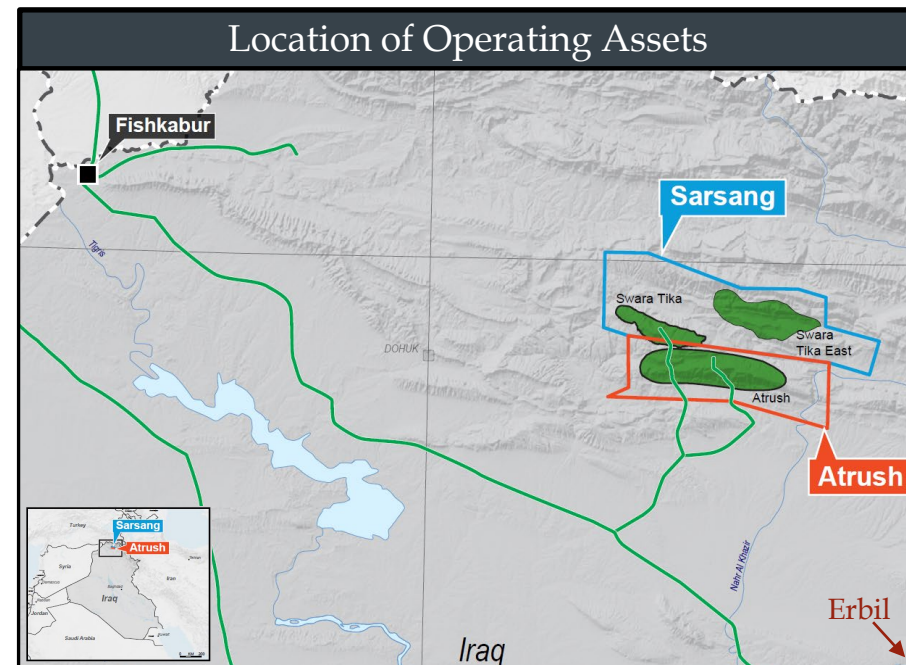 Location of Operating Assets
Fishkabur
Sarsang
Tigris
Swara Tika
Swara
Tika East
DOHUK
Atrush
Atrush
Nahr Al Khazir
Erbil
Iraq
Turkey
Sarsang
Atrush
Syria
Iran
Iraq
Jordan
Saudi Arabia